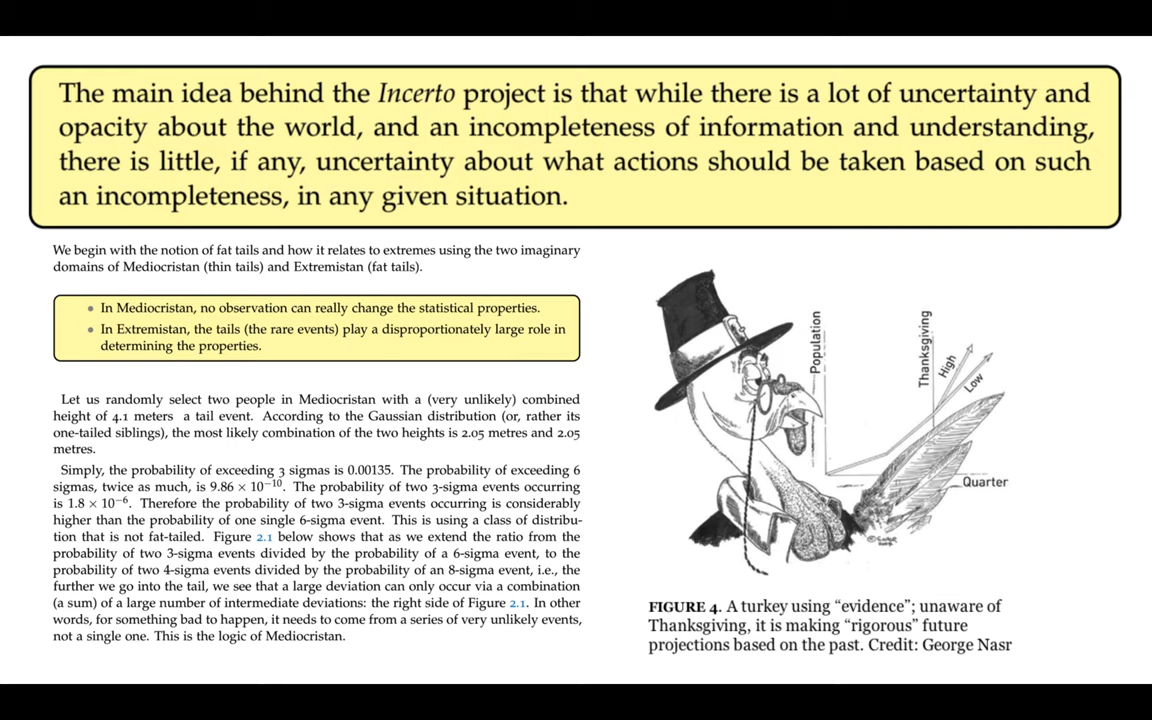 The main idea behind the Incerto project is that while there is a lot of uncertainty and
opacity about the world, and an incompleteness of information and understanding,
there is little, if any, uncertainty about what actions should be taken based on such
an incompleteness, in any given situation.
We begin with the notion of fat tails and how it relates to extremes using the two imaginary
domains of Mediocristan (thin tails) and Extremistan (fat tails).
• In Mediocristan, no observation can really change the statistical properties.
• In Extremistan, the tails (the rare events) play a disproportionately large role in
determining the properties.
Let us randomly select two people in Mediocristan with a (very unlikely) combined
height of 4.1 meters a tail event. According to the Gaussian distribution (or, rather its
one-tailed siblings), the most likely combination of the two heights is 2.05 metres and 2.05
metres.
Simply, the probability of exceeding 3 sigmas is 0.00135. The probability of exceeding 6
sigmas, twice as much, is 9.86 × 10⁻¹⁰. The probability of two 3-sigma events occurring
is 1.8 × 10⁻⁶. Therefore the probability of two 3-sigma events occurring is considerably
higher than the probability of one single 6-sigma event. This is using a class of distribu-
tion that is not fat-tailed. Figure 2.1 below shows that as we extend the ratio from the
probability of two 3-sigma events divided by the probability of a 6-sigma event, to the
probability of two 4-sigma events divided by the probability of an 8-sigma event, i.e., the
further we go into the tail, we see that a large deviation can only occur via a combination
(a sum) of a large number of intermediate deviations: the right side of Figure 2.1. In other
words, for something bad to happen, it needs to come from a series of very unlikely events,
not a single one. This is the logic of Mediocristan.
Population
Thanksgiving
High
Low
Quarter
FIGURE 4. A turkey using “evidence”; unaware of
Thanksgiving, it is making “rigorous” future
projections based on the past. Credit: George Nasr